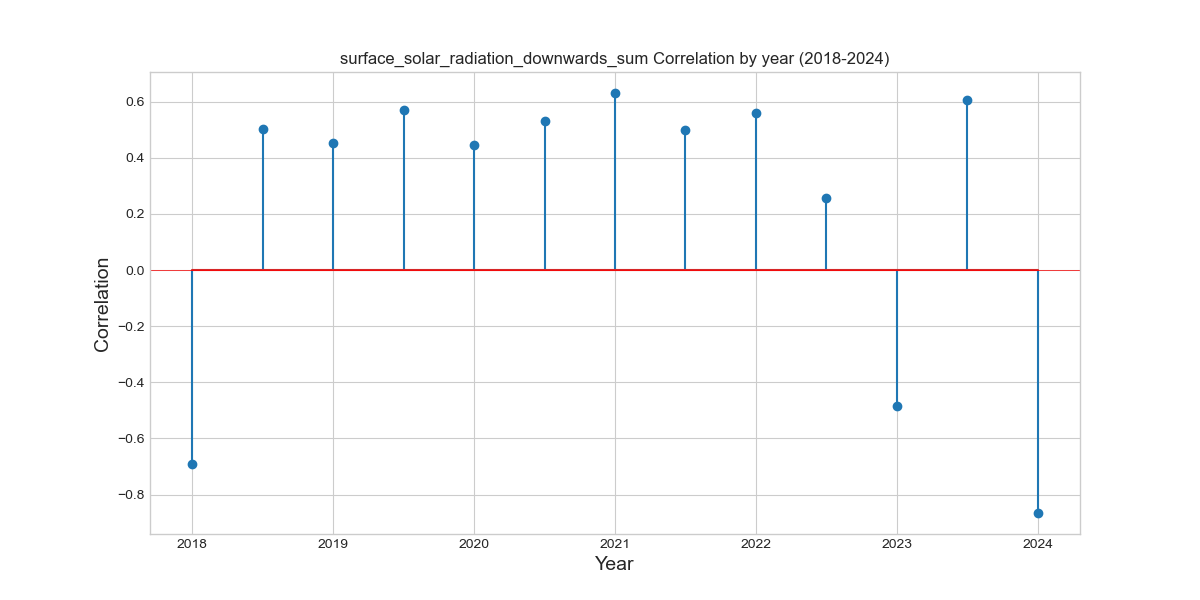 surface_solar_radiation_downwards_sum Correlation by year (2018-2024)
0.6
0.4
0.2
0.0
−0.2
−0.4
−0.6
−0.8
Correlation
2018 2019 2020 2021 2022 2023 2024
Year